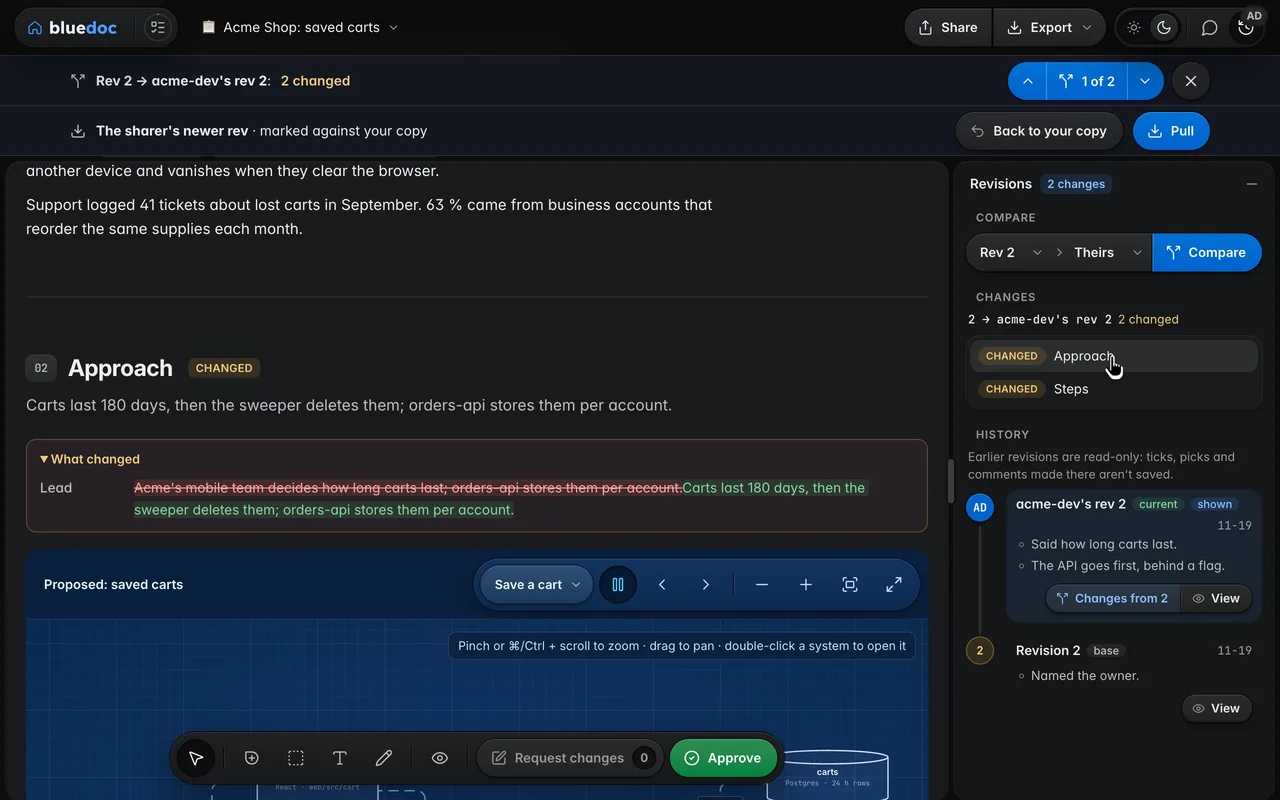 bluedoc
Acme Shop: saved carts
Share
Export
AD
Rev 2 → acme-dev's rev 2: 2 changed
1 of 2
The sharer's newer rev · marked against your copy
Back to your copy
Pull
another device and vanishes when they clear the browser.
Support logged 41 tickets about lost carts in September. 63 % came from business accounts that
reorder the same supplies each month.
02 Approach CHANGED
Carts last 180 days, then the sweeper deletes them; orders-api stores them per account.
What changed
Lead
Acme's mobile team decides how long carts last; orders-api stores them per account.Carts last 180 days, then the
sweeper deletes them; orders-api stores them per account.
Proposed: saved carts
Save a cart
Pinch or ⌘/Ctrl + scroll to zoom · drag to pan · double-click a system to open it
React · web/src/cart
carts
Postgres · 24 h rows
Request changes 0
Approve
Revisions 2 changes
COMPARE
Rev 2
Theirs
Compare
CHANGES
2 → acme-dev's rev 2 2 changed
CHANGED Approach
CHANGED Steps
HISTORY
Earlier revisions are read-only: ticks, picks and
comments made there aren't saved.
AD acme-dev's rev 2 current shown
11-19
Said how long carts last.
The API goes first, behind a flag.
Changes from 2
View
2 Revision 2 base 11-19
Named the owner.
View